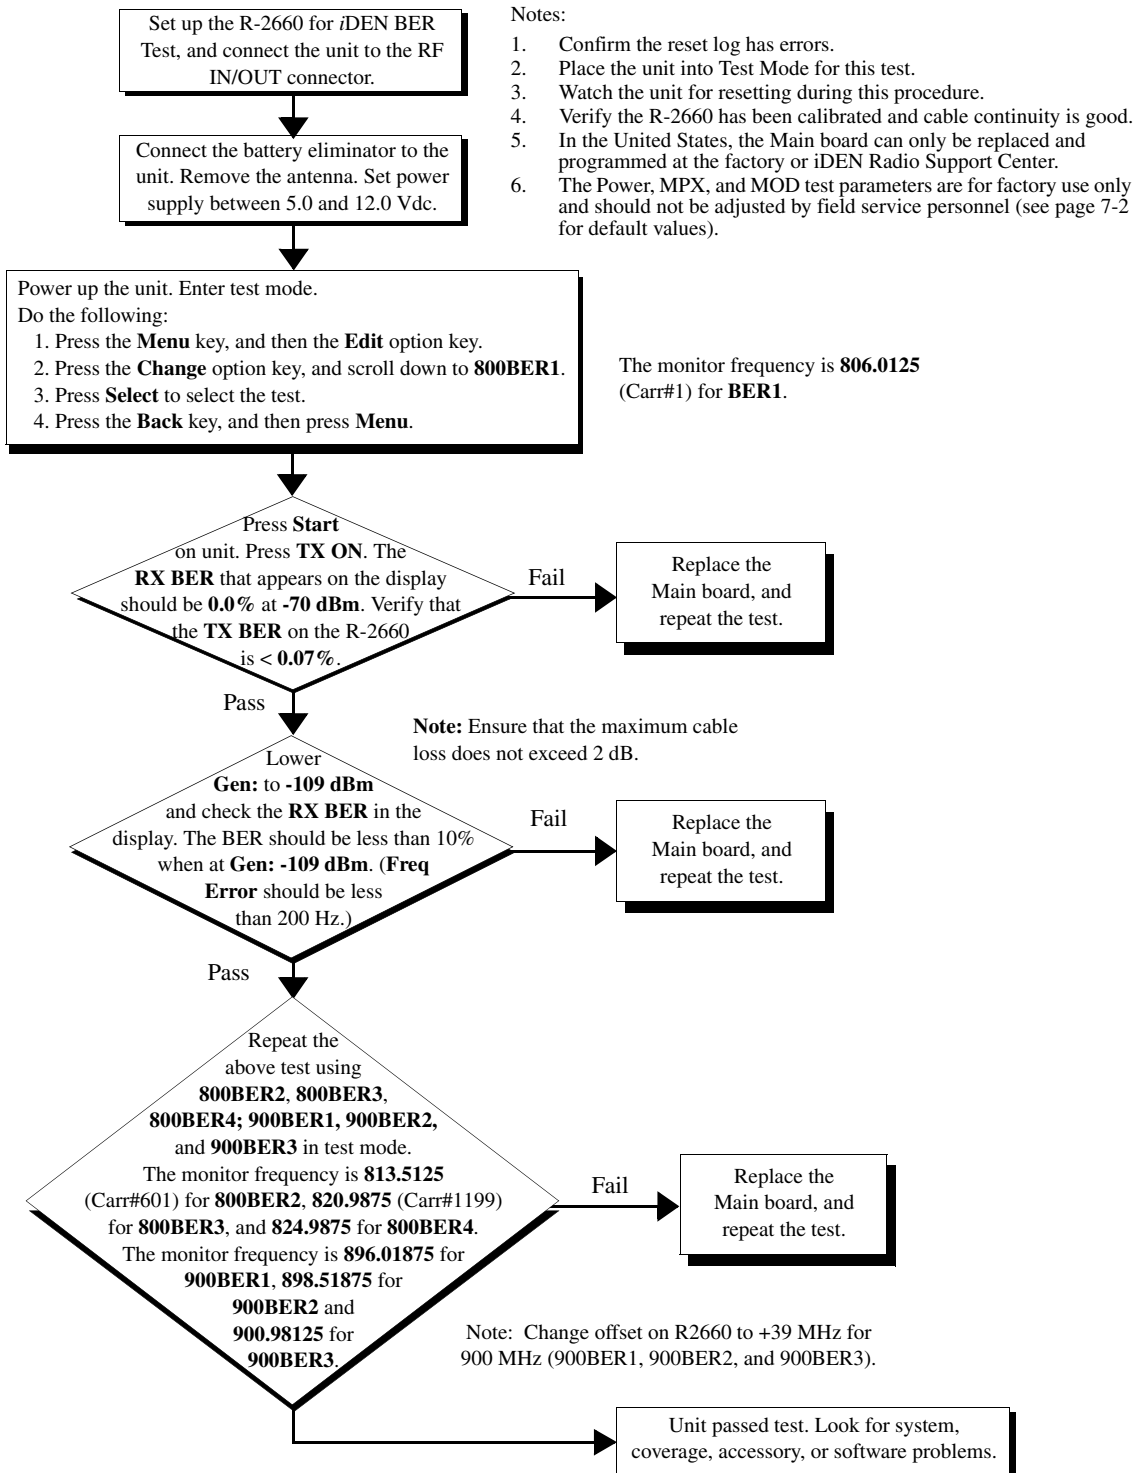 Set up the R-2660 for iDEN BER
Test, and connect the unit to the RF
IN/OUT connector.
Notes:
1. Confirm the reset log has errors.
2. Place the unit into Test Mode for this test.
3. Watch the unit for resetting during this procedure.
4. Verify the R-2660 has been calibrated and cable continuity is good.
5. In the United States, the Main board can only be replaced and
programmed at the factory or iDEN Radio Support Center.
6. The Power, MPX, and MOD test parameters are for factory use only
and should not be adjusted by field service personnel (see page 7-2
for default values).
Connect the battery eliminator to the
unit. Remove the antenna. Set power
supply between 5.0 and 12.0 Vdc.
Power up the unit. Enter test mode.
Do the following:
1. Press the Menu key, and then the Edit option key.
2. Press the Change option key, and scroll down to 800BER1.
3. Press Select to select the test.
4. Press the Back key, and then press Menu.
The monitor frequency is 806.0125
(Carr#1) for BER1.
Press Start
on unit. Press TX ON. The
RX BER that appears on the display
should be 0.0% at -70 dBm. Verify that
the TX BER on the R-2660
is < 0.07%.
Fail
Replace the
Main board, and
repeat the test.
Pass
Note: Ensure that the maximum cable
loss does not exceed 2 dB.
Lower
Gen: to -109 dBm
and check the RX BER in the
display. The BER should be less than 10%
when at Gen: -109 dBm. (Freq
Error should be less
than 200 Hz.)
Fail
Replace the
Main board, and
repeat the test.
Pass
Repeat the
above test using
800BER2, 800BER3,
800BER4; 900BER1, 900BER2,
and 900BER3 in test mode.
The monitor frequency is 813.5125
(Carr#601) for 800BER2, 820.9875 (Carr#1199)
for 800BER3, and 824.9875 for 800BER4.
The monitor frequency is 896.01875 for
900BER1, 898.51875 for
900BER2 and
900.98125 for
900BER3.
Fail
Replace the
Main board, and
repeat the test.
Note: Change offset on R2660 to +39 MHz for
900 MHz (900BER1, 900BER2, and 900BER3).
Unit passed test. Look for system,
coverage, accessory, or software problems.